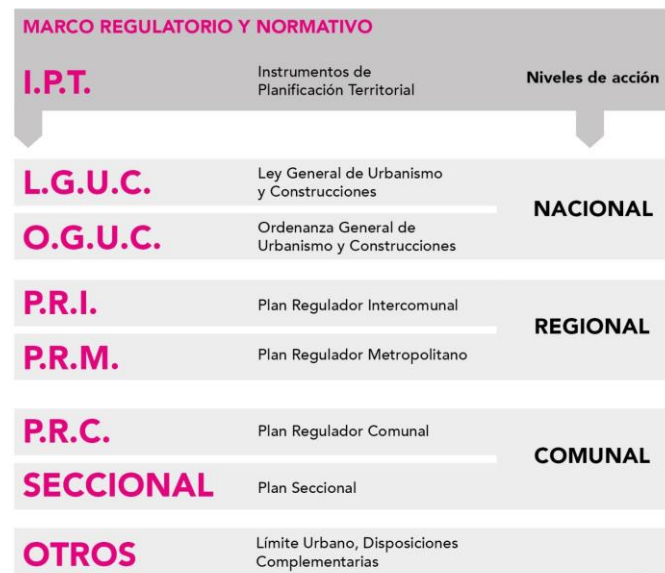 MARCO REGULATORIO Y NORMATIVO
I.P.T.
Instrumentos de
Planificación Territorial
Niveles de acción
L.G.U.C.
Ley General de Urbanismo
y Construcciones
O.G.U.C.
Ordenanza General de
Urbanismo y Construcciones
NACIONAL
P.R.I.
Plan Regulador Intercomunal
P.R.M.
Plan Regulador Metropolitano
REGIONAL
P.R.C.
Plan Regulador Comunal
SECCIONAL
Plan Seccional
COMUNAL
OTROS
Límite Urbano, Disposiciones
Complementarias